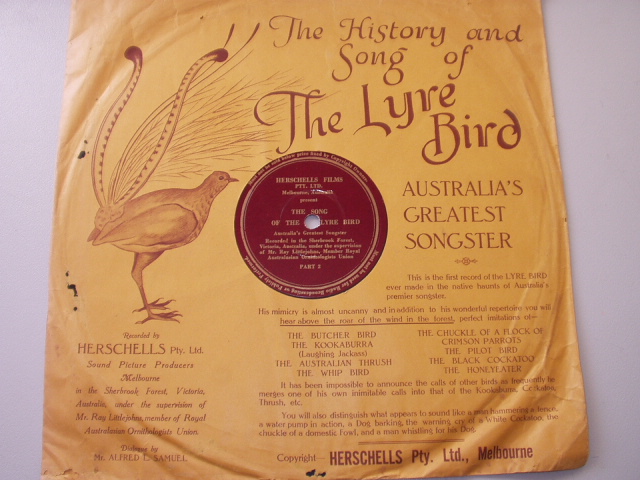 The History and
Song of
The Lyre
Bird
AUSTRALIA'S
GREATEST
SONGSTER
This is the first record of the LYRE BIRD
ever made in the native haunts of Australia's
premier songster.
His mimicry is almost uncanny and in addition to his wonderful repertoire you will
hear above the roar of the wind in the forest, perfect imitations of—
THE BUTCHER BIRD
THE KOOKABURRA
(Laughing Jackass)
THE AUSTRALIAN THRUSH
THE WHIP BIRD
THE CHUCKLE OF A FLOCK OF
CRIMSON PARROTS
THE PILOT BIRD
THE BLACK COCKATOO
THE HONEYEATER
It has been impossible to announce the calls of other birds as frequently he
merges one of his own inimitable calls into that of the Kookaburra, Cockatoo,
Thrush, etc.
You will also distinguish what appears to sound like a man hammering a fence,
a water pump in action, a Dog barking, the warning cry of a White Cockatoo, the
chuckle of a domestic Fowl, and a man whistling for his Dog.
Copyright— HERSCHELLS Pty. Ltd., Melbourne
Recorded by
HERSCHELLS Pty. Ltd.
Sound Picture Producers
Melbourne
in the Sherbrook Forest, Victoria,
Australia, under the supervision of
Mr. Ray Littlejohns, member of Royal
Australasian Ornithologists Union.
Dialogue by
Mr. ALFRED L. SAMUEL
HERSCHELLS FILMS
PTY. LTD.
Melbourne,
present
THE SONG
OF THE LYRE BIRD
Australia's Greatest Songster
Recorded in the Sherbrook Forest,
Victoria, Australia, under the supervision
of Mr. Ray Littlejohns, Member Royal
Australasian Ornithologists Union
PART 2